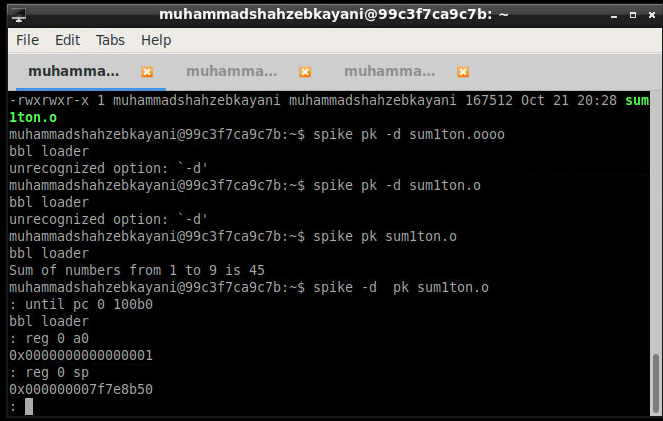 muhammadshahzebkayani@99c3f7ca9c7b: ~
File Edit Tabs Help
muhamma... muhamma... muhamma...
-rwxrwxr-x 1 muhammadshahzebkayani muhammadshahzebkayani 167512 Oct 21 20:28 sum
1ton.o
muhammadshahzebkayani@99c3f7ca9c7b:~$ spike pk -d sum1ton.oooo
bbl loader
unrecognized option: `-d'
muhammadshahzebkayani@99c3f7ca9c7b:~$ spike pk -d sum1ton.o
bbl loader
unrecognized option: `-d'
muhammadshahzebkayani@99c3f7ca9c7b:~$ spike pk sum1ton.o
bbl loader
Sum of numbers from 1 to 9 is 45
muhammadshahzebkayani@99c3f7ca9c7b:~$ spike -d  pk sum1ton.o
: until pc 0 100b0
bbl loader
: reg 0 a0
0x0000000000000001
: reg 0 sp
0x000000007f7e8b50
: